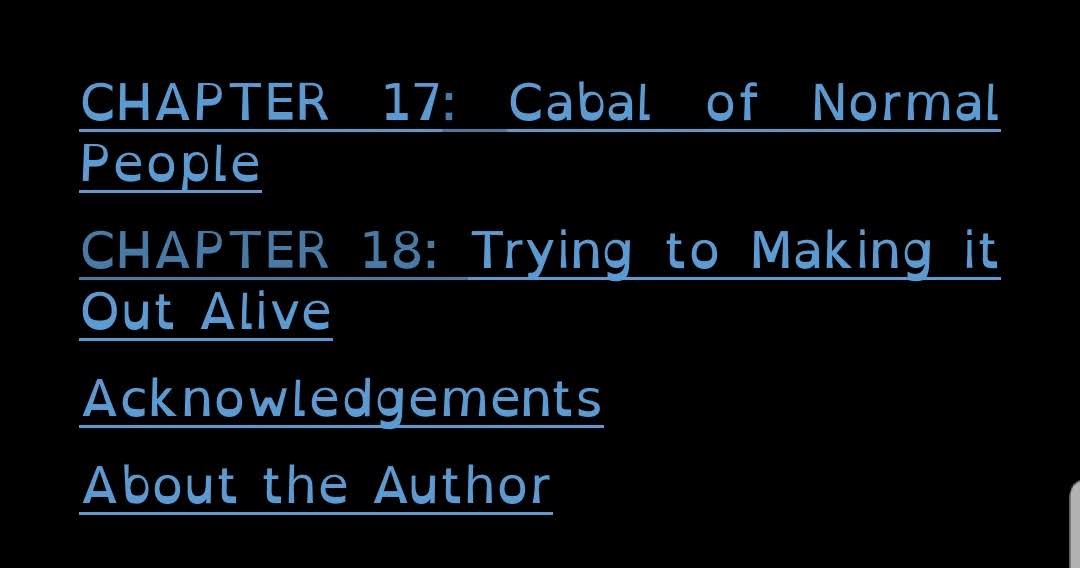 CHAPTER 17: Cabal of Normal
People
CHAPTER 18: Trying to Making it
Out Alive
Acknowledgements
About the Author